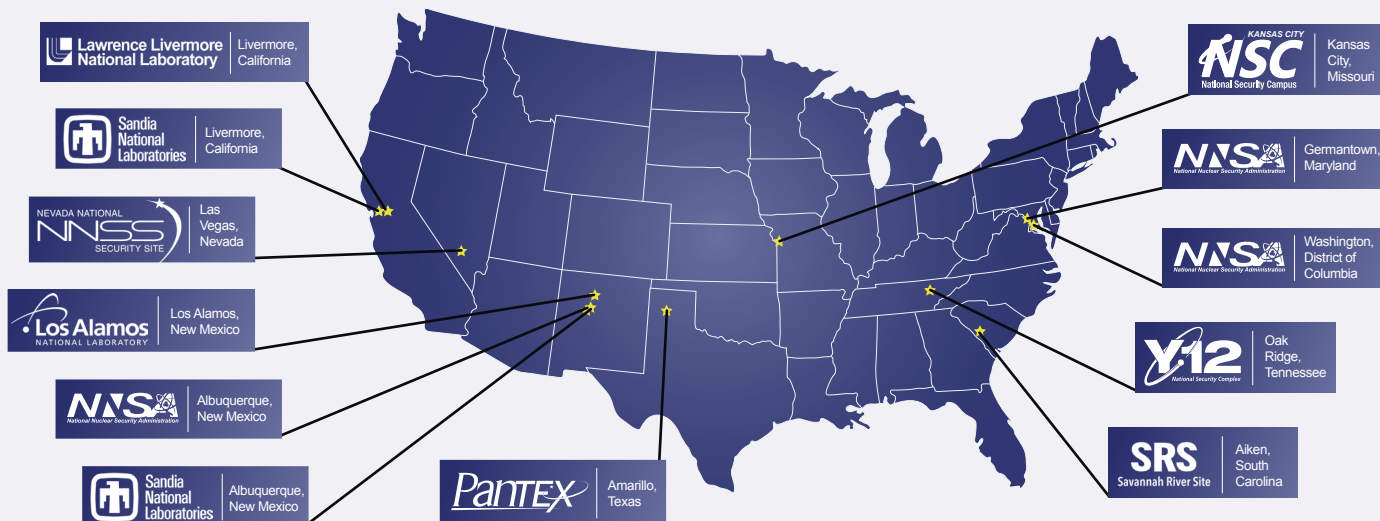 Lawrence Livermore
National Laboratory
Livermore,
California
Sandia
National
Laboratories
Livermore,
California
NEVADA NATIONAL
NNSS
SECURITY SITE
Las
Vegas,
Nevada
Los Alamos
NATIONAL LABORATORY
Los Alamos,
New Mexico
NNSA
National Nuclear Security Administration
Albuquerque,
New Mexico
Sandia
National
Laboratories
Albuquerque,
New Mexico
PANTEX
Amarillo,
Texas
KANSAS CITY
NSC
National Security Campus
Kansas
City,
Missouri
NNSA
National Nuclear Security Administration
Germantown,
Maryland
NNSA
National Nuclear Security Administration
Washington,
District of
Columbia
Y-12
National Security Complex
Oak
Ridge,
Tennessee
SRS
Savannah River Site
Aiken,
South
Carolina